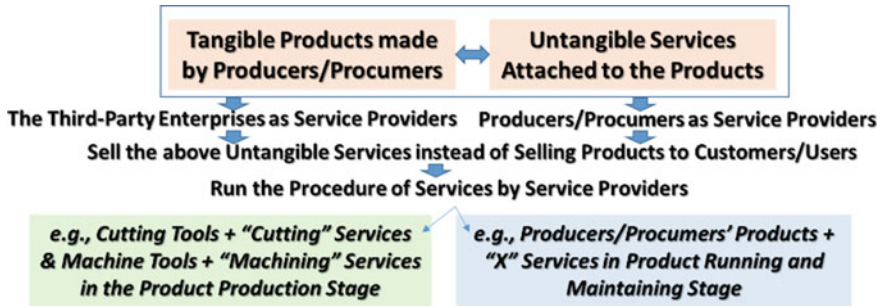 Tangible Products made
by Producers/Procumers
Untangible Services
Attached to the Products
The Third-Party Enterprises as Service Providers
Producers/Procumers as Service Providers
Sell the above Untangible Services instead of Selling Products to Customers/Users
Run the Procedure of Services by Service Providers
e.g., Cutting Tools + “Cutting” Services
& Machine Tools + “Machining” Services
in the Product Production Stage
e.g., Producers/Procumers’ Products +
“X” Services in Product Running and
Maintaining Stage